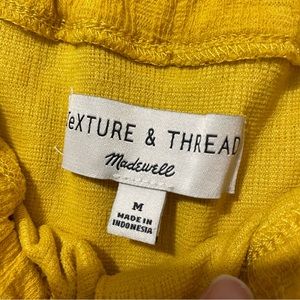 TeXTURE & THREAD
Madewell
M
MADE IN
INDONESIA